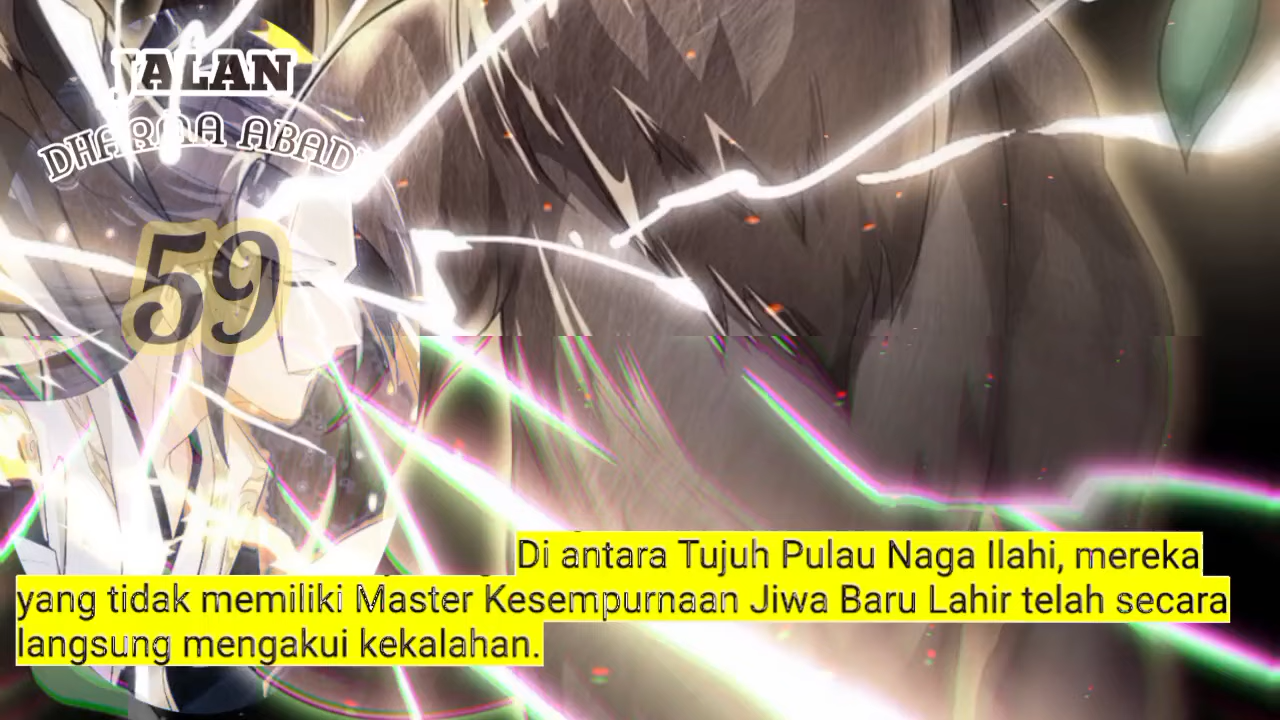 JALAN
DHARMA ABADI
59
Di antara Tujuh Pulau Naga Ilahi, mereka
yang tidak memiliki Master Kesempurnaan Jiwa Baru Lahir telah secara
langsung mengakui kekalahan.